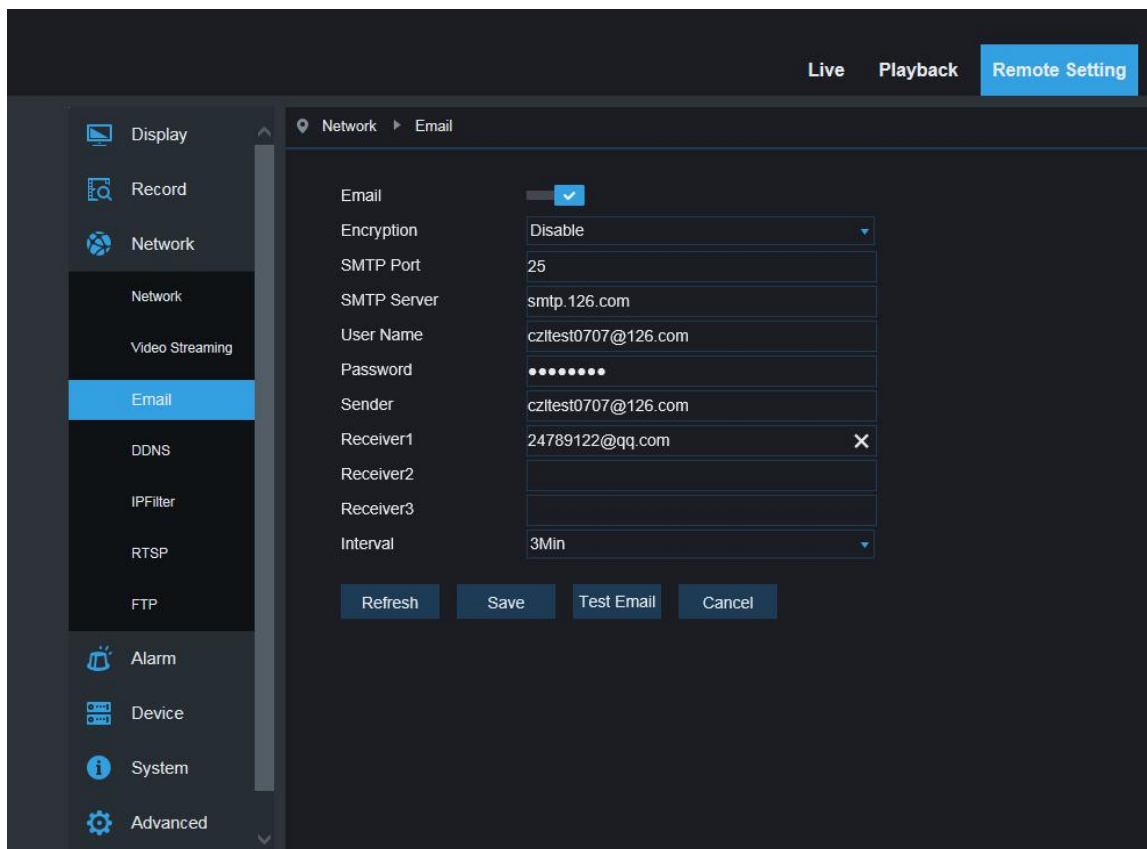 Live Playback Remote Setting
Display
Record
Network
Network
Video Streaming
Email
DDNS
IPFilter
RTSP
FTP
Alarm
Device
System
Advanced
Network Email
Email
Encryption Disable
SMTP Port 25
SMTP Server smtp.126.com
User Name czltest0707@126.com
Password ••••••••
Sender czltest0707@126.com
Receiver1 24789122@qq.com
Receiver2
Receiver3
Interval 3Min
Refresh Save Test Email Cancel